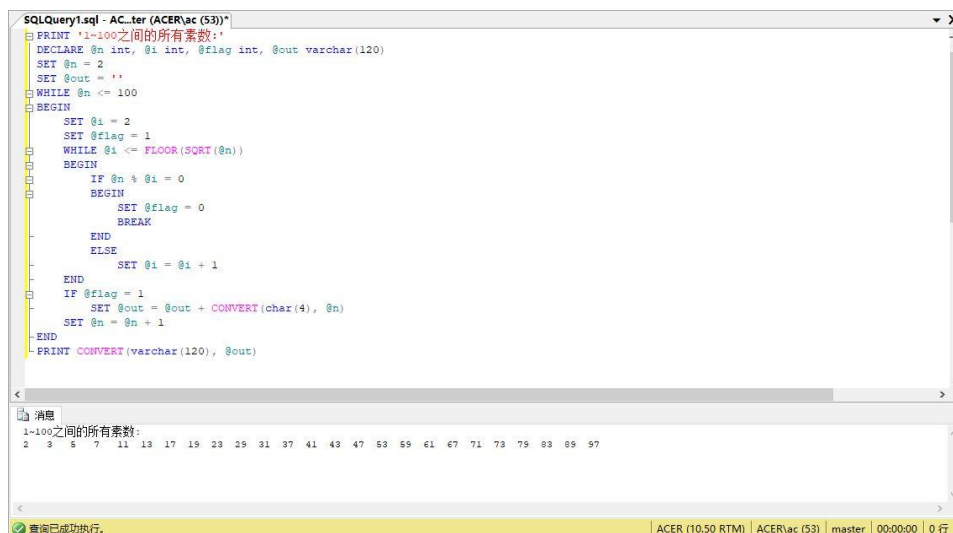 SQLQuery1.sql - AC...ter (ACER\ac (53))*
PRINT '1~100之间的所有素数:'
DECLARE @n int, @i int, @flag int, @out varchar(120)
SET @n = 2
SET @out = ''
WHILE @n <= 100
BEGIN
SET @i = 2
SET @flag = 1
WHILE @i <= FLOOR(SQRT(@n))
BEGIN
IF @n % @i = 0
BEGIN
SET @flag = 0
BREAK
END
ELSE
SET @i = @i + 1
END
IF @flag = 1
SET @out = @out + CONVERT(char(4), @n)
SET @n = @n + 1
END
PRINT CONVERT(varchar(120), @out)
消息
1~100之间的所有素数:
2 3 5 7 11 13 17 19 23 29 31 37 41 43 47 53 59 61 67 71 73 79 83 89 97
查询已成功执行。 ACER (10.50 RTM) ACER\ac (53) master 00:00:00 0 行